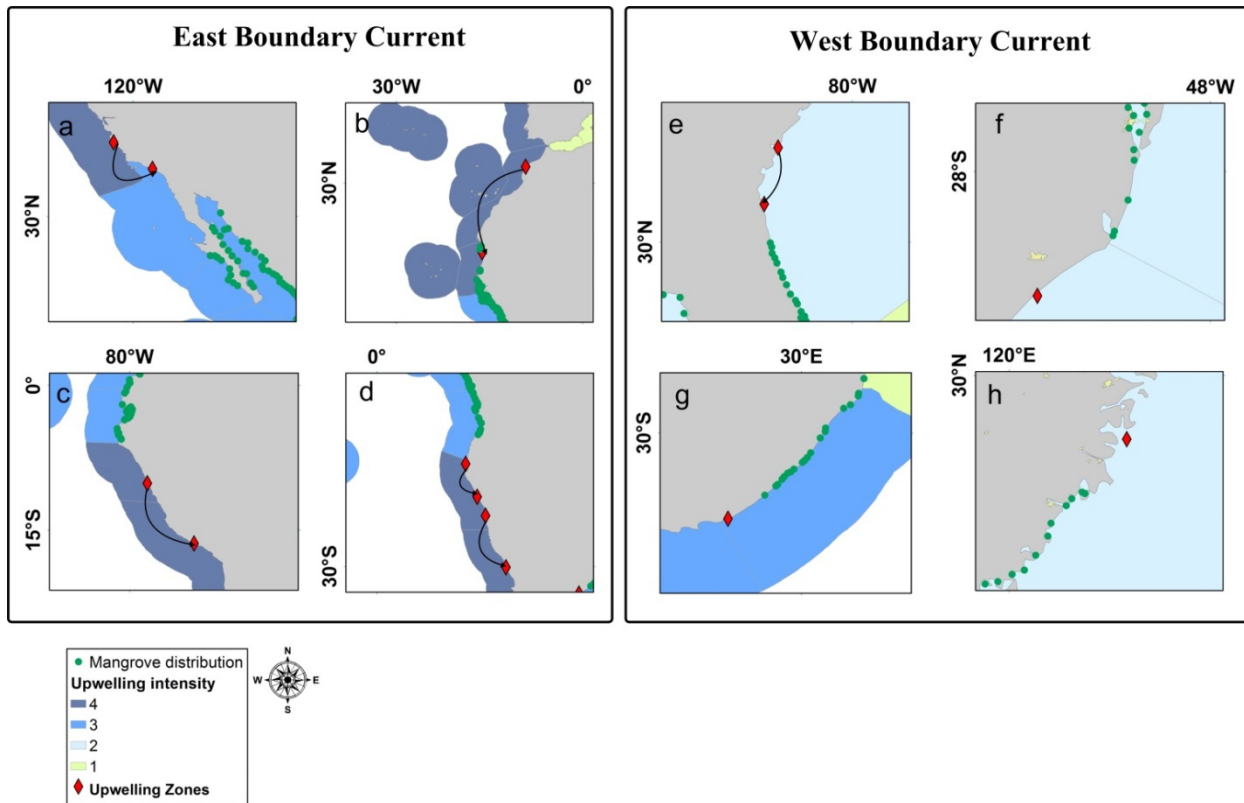 East Boundary Current
120°W
30°W
0°
a
b
30°N
30°N
80°W
0°
c
d
0°
15°S
30°S
West Boundary Current
80°W
48°W
e
f
30°N
28°S
30°E
120°E
g
h
30°S
30°N
Mangrove distribution
Upwelling intensity
4
3
2
1
Upwelling Zones
N
W
E
S